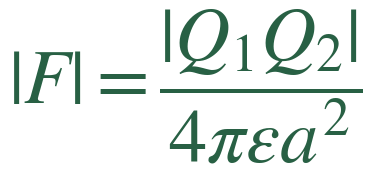 |F| = |Q₁Q₂| / 4πεa²